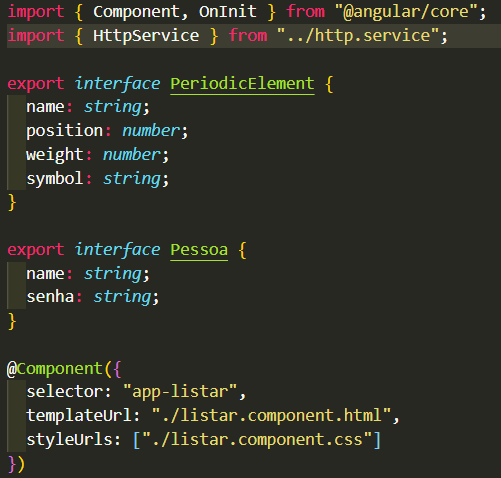 import { Component, OnInit } from "@angular/core";
import { HttpService } from "../http.service";
export interface PeriodicElement {
name: string;
position: number;
weight: number;
symbol: string;
}
export interface Pessoa {
name: string;
senha: string;
}
@Component({
selector: "app-listar",
templateUrl: "./listar.component.html",
styleUrls: ["./listar.component.css"]
})